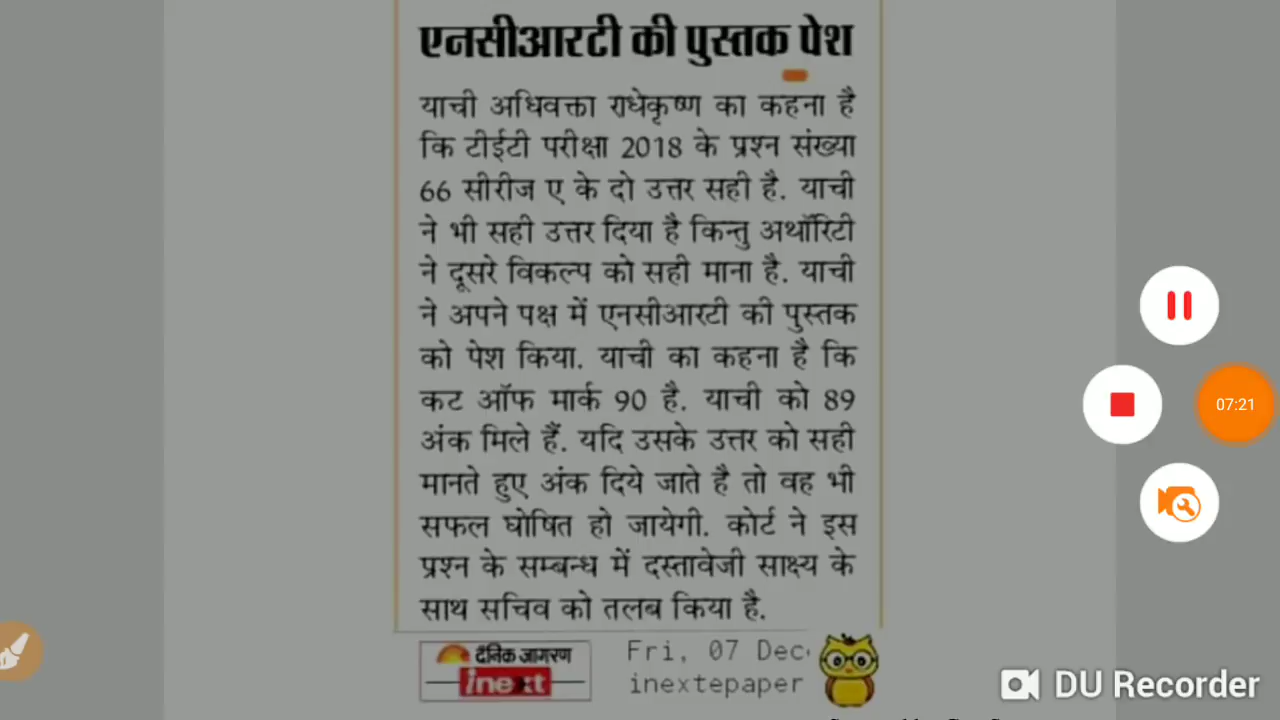 एनसीआरटी की पुस्तक पेश
याची अधिवक्ता राधेकृष्ण का कहना है
कि टीईटी परीक्षा 2018 के प्रश्न संख्या
66 सीरीज ए के दो उत्तर सही है. याची
ने भी सही उत्तर दिया है किन्तु अथॉरिटी
ने दूसरे विकल्प को सही माना है. याची
ने अपने पक्ष में एनसीआरटी की पुस्तक
को पेश किया. याची का कहना है कि
कट ऑफ मार्क 90 है. याची को 89
अंक मिले हैं. यदि उसके उत्तर को सही
मानते हुए अंक दिये जाते है तो वह भी
सफल घोषित हो जायेगी. कोर्ट ने इस
प्रश्न के सम्बन्ध में दस्तावेजी साक्ष्य के
साथ सचिव को तलब किया है.
दैनिक जागरण
inext
Fri, 07 Dec
inextepaper
07:21
DU Recorder